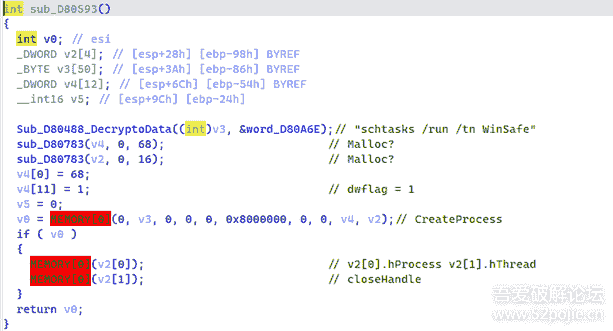 int sub_D80593()
{
int v0; // esi
_DWORD v2[4]; // [esp+28h] [ebp-98h] BYREF
_BYTE v3[50]; // [esp+3Ah] [ebp-86h] BYREF
_DWORD v4[12]; // [esp+6Ch] [ebp-54h] BYREF
__int16 v5; // [esp+9Ch] [ebp-24h]
Sub_D80488_DecryptoData((int)v3, &word_D80A6E);// "schtasks /run /tn WinSafe"
sub_D80783(v4, 0, 68); // Malloc?
sub_D80783(v2, 0, 16); // Malloc?
v4[0] = 68;
v4[11] = 1; // dwflag = 1
v5 = 0;
v0 = (0, v3, 0, 0, 0, 0x8000000, 0, 0, v4, v2);// CreateProcess
if ( v0 )
{
(v2[0]); // v2[0].hProcess v2[1].hThread
(v2[1]); // closeHandle
}
return v0;
}
吾爱破解论坛
www.52pojie.cn